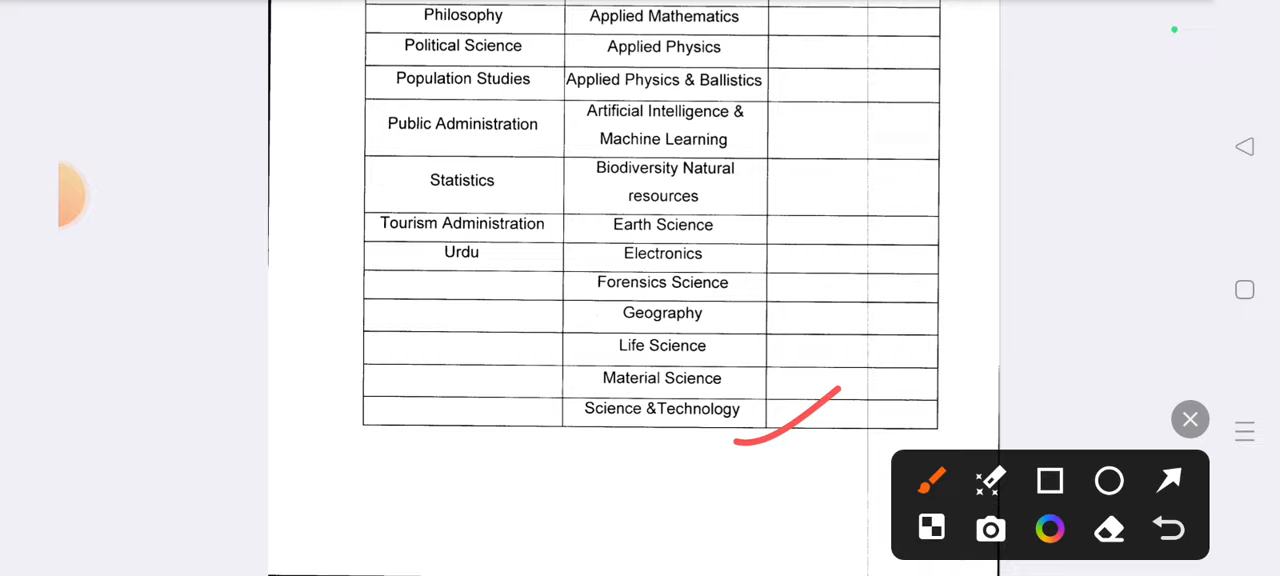 Philosophy Applied Mathematics
Political Science Applied Physics
Population Studies Applied Physics & Ballistics
Public Administration Artificial Intelligence &
Machine Learning
Statistics Biodiversity Natural
resources
Tourism Administration Earth Science
Urdu Electronics
Forensics Science
Geography
Life Science
Material Science
Science &Technology